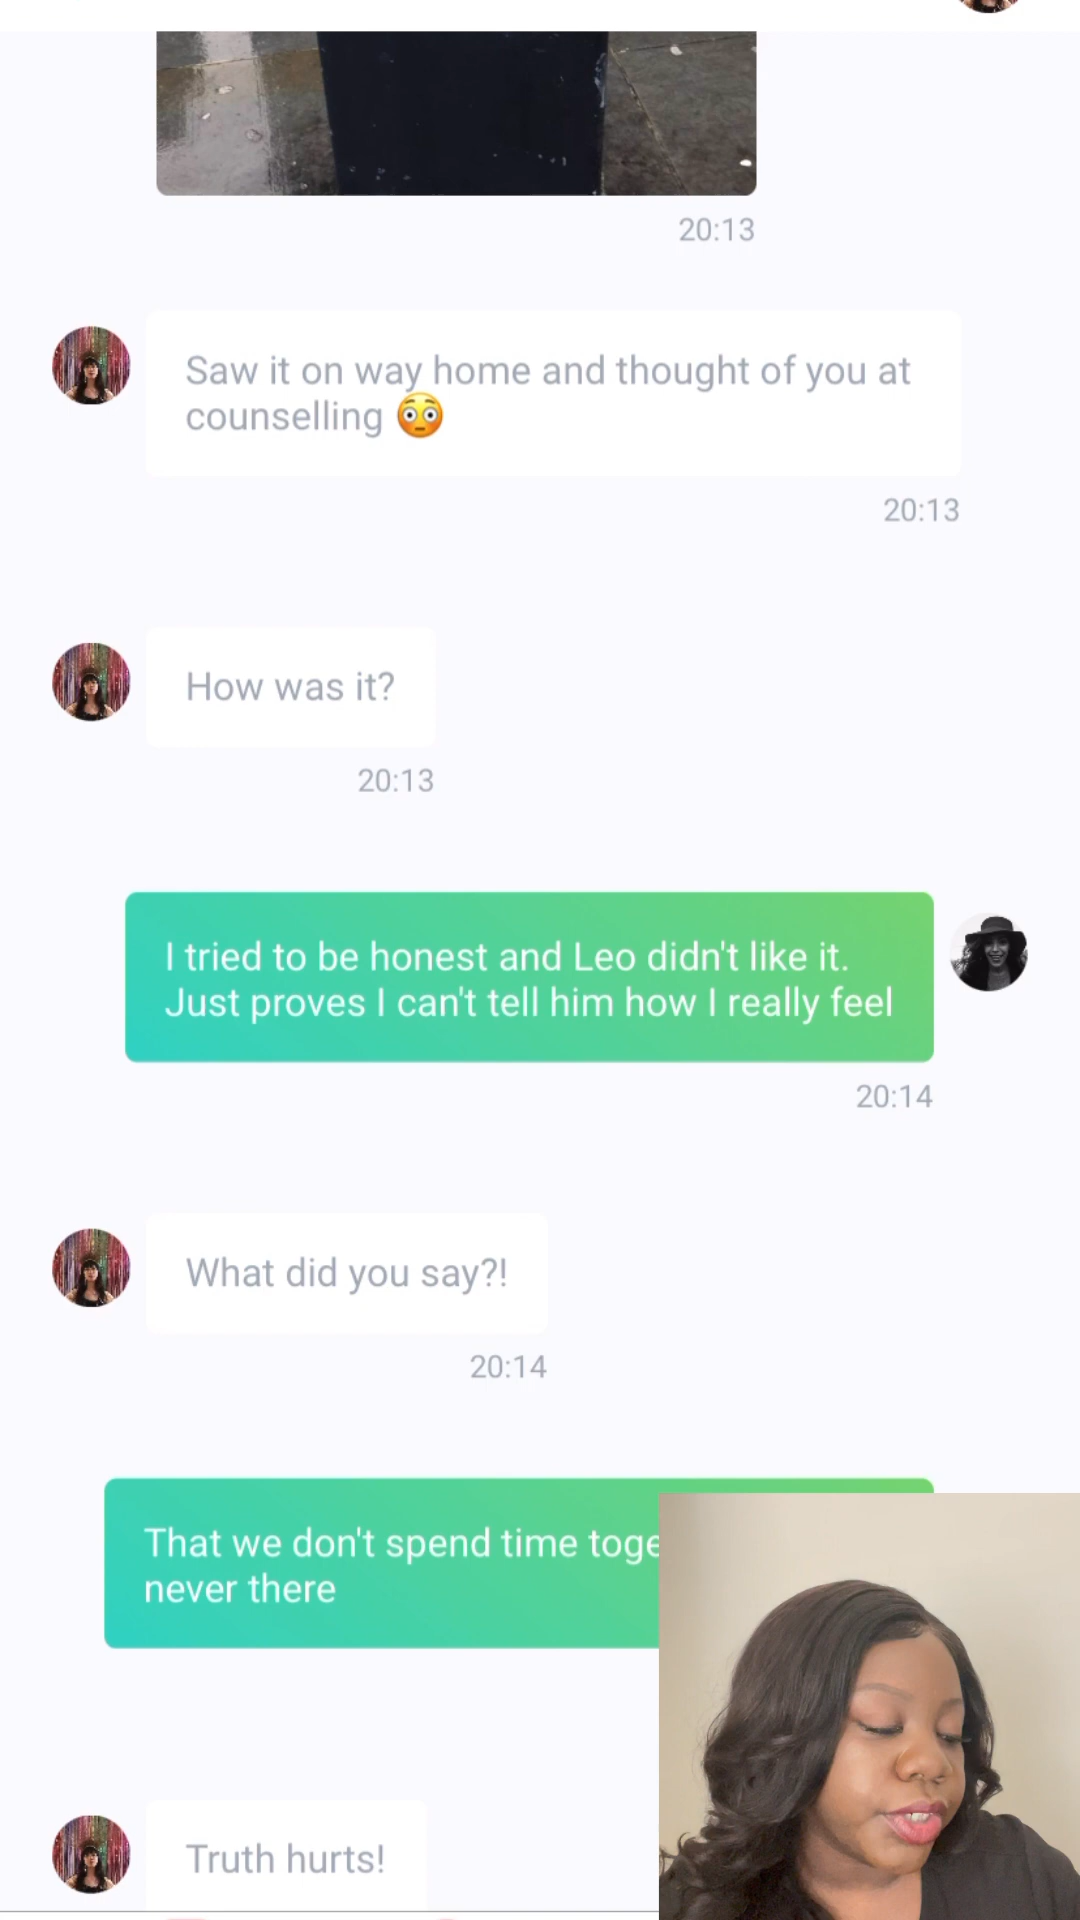 20:13
Saw it on way home and thought of you at
counselling 😳
20:13
How was it?
20:13
I tried to be honest and Leo didn't like it.
Just proves I can't tell him how I really feel
20:14
What did you say?!
20:14
That we don't spend time
never there
Truth hurts!